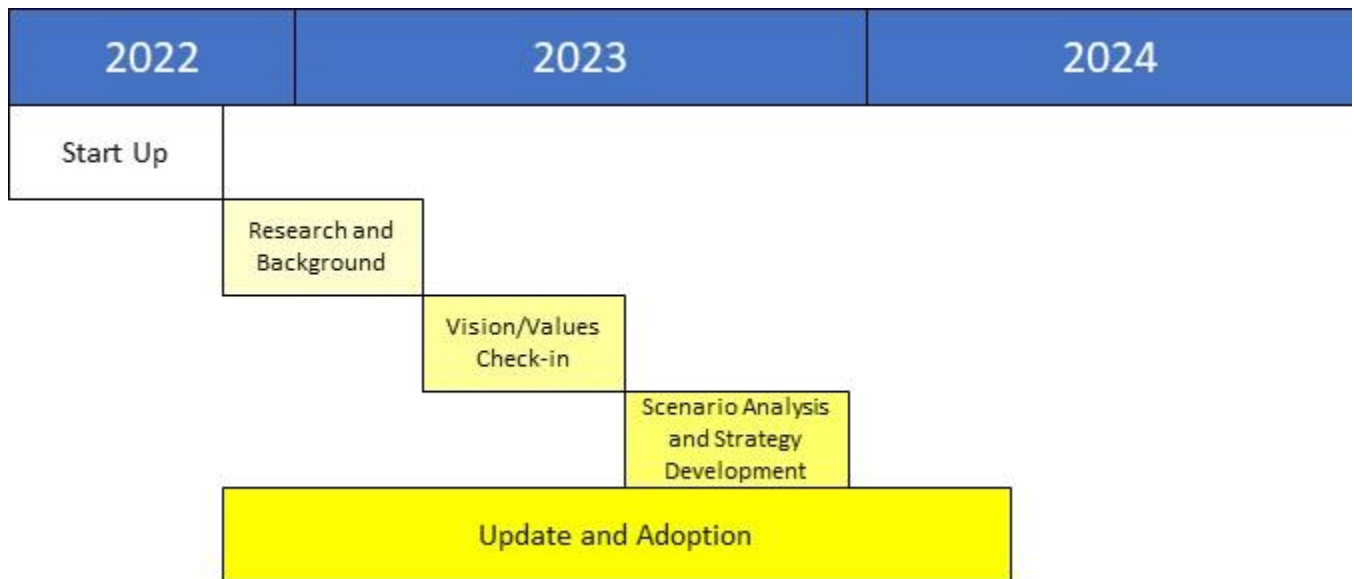 2022
2023
2024
Start Up
Research and
Background
Vision/Values
Check-in
Scenario Analysis
and Strategy
Development
Update and Adoption